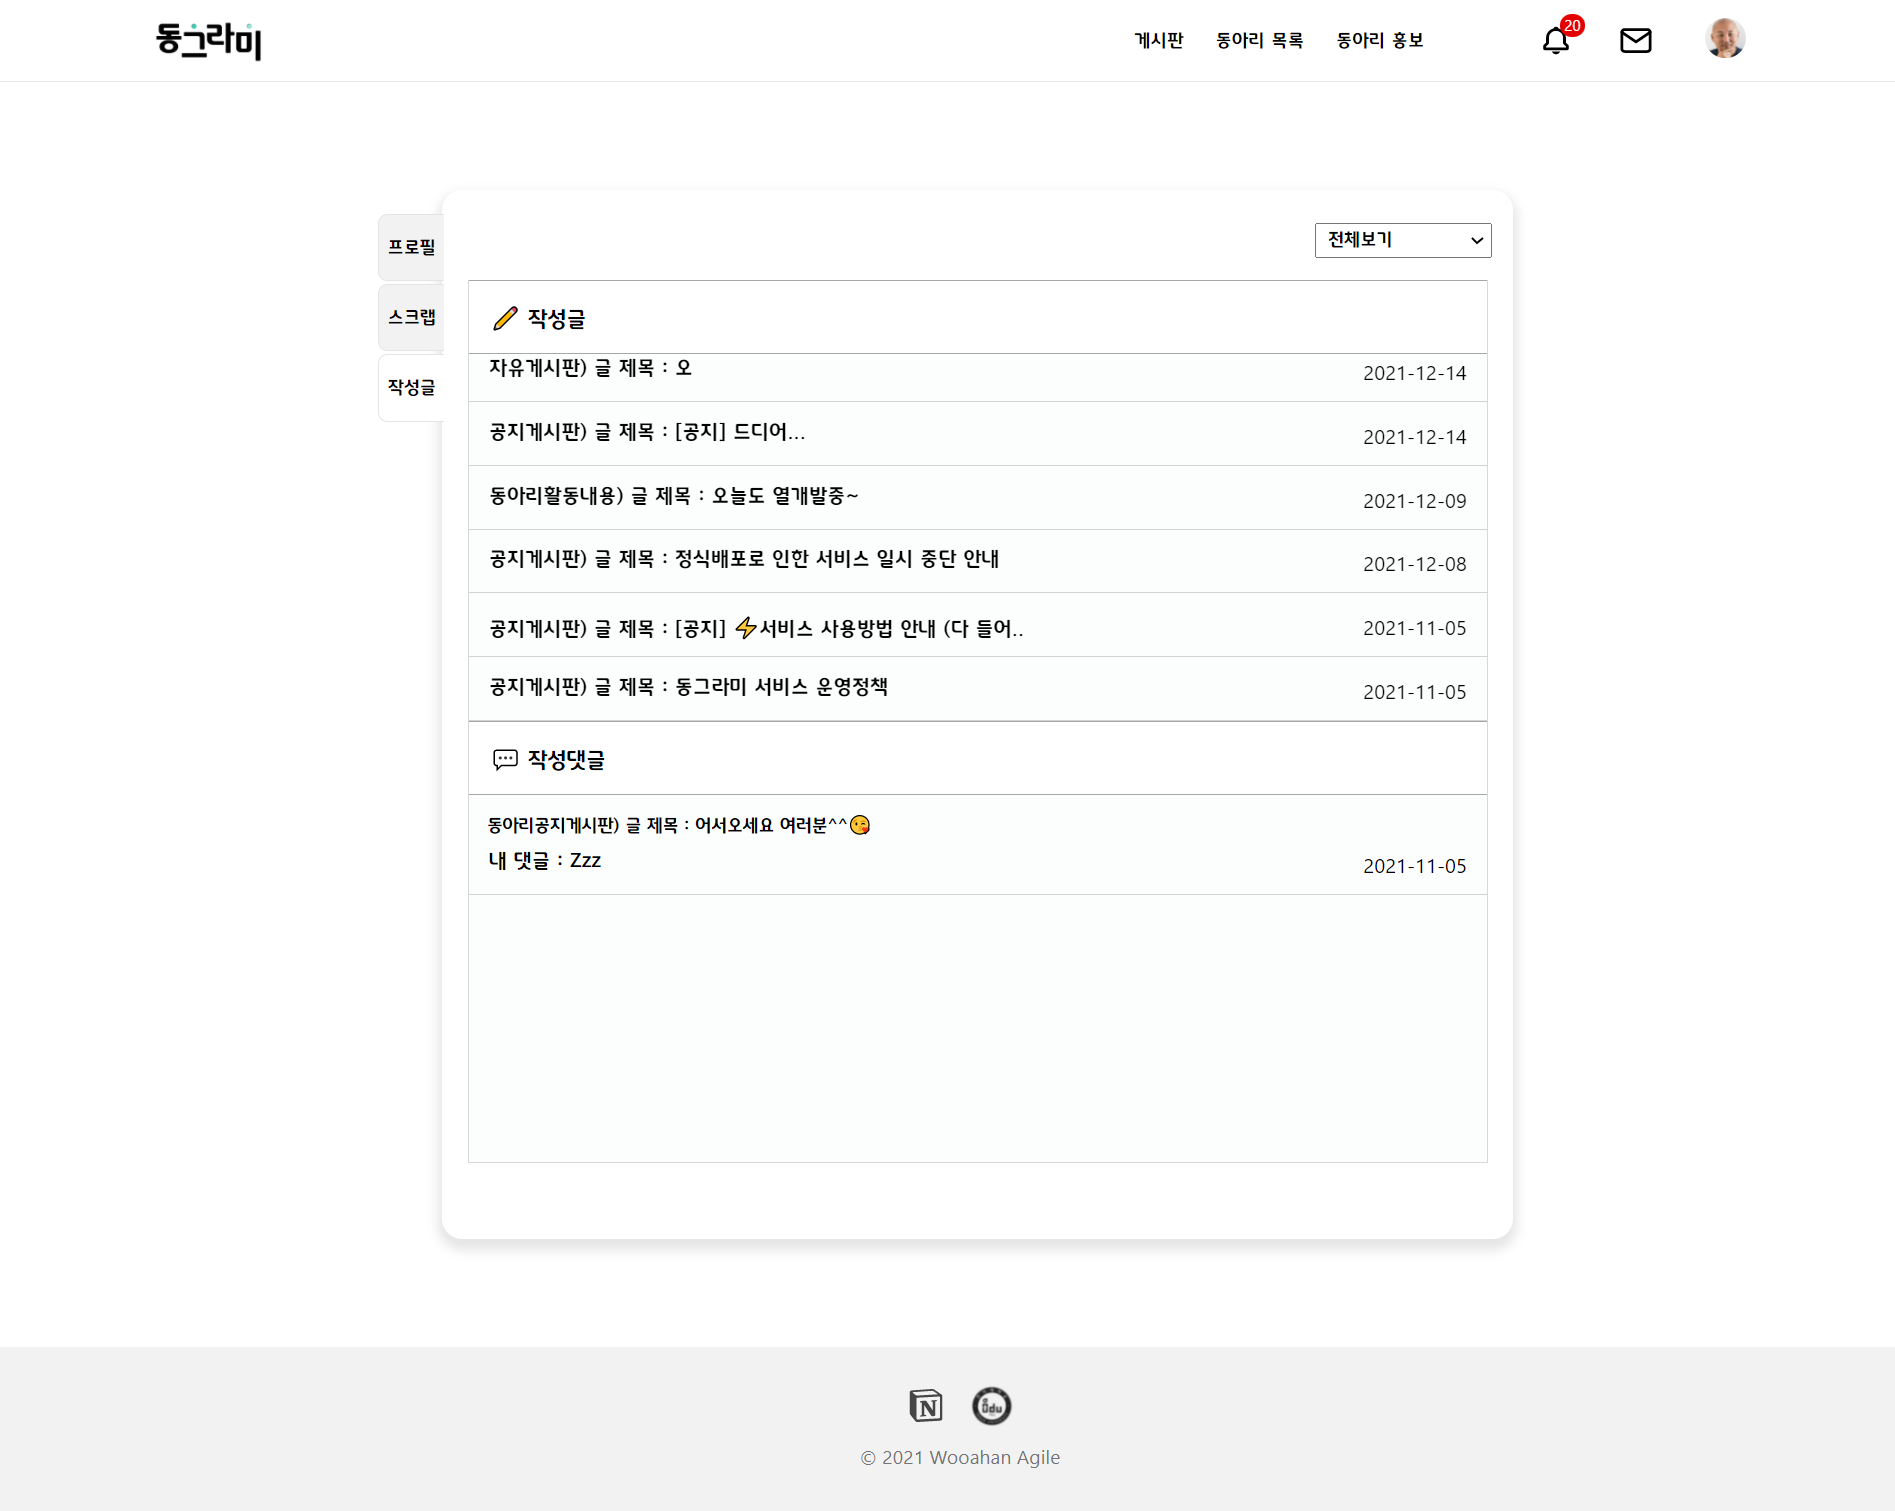 동그라미
게시판 동아리 목록 동아리 홍보
20
프로필
스크랩
작성글
전체보기
작성글
자유게시판) 글 제목 : 오 2021-12-14
공지게시판) 글 제목 : [공지] 드디어... 2021-12-14
동아리활동내용) 글 제목 : 오늘도 열개발중~ 2021-12-09
공지게시판) 글 제목 : 정식배포로 인한 서비스 일시 중단 안내 2021-12-08
공지게시판) 글 제목 : [공지] ⚡서비스 사용방법 안내 (다 들어.. 2021-11-05
공지게시판) 글 제목 : 동그라미 서비스 운영정책 2021-11-05
작성댓글
동아리공지게시판) 글 제목 : 어서오세요 여러분^^😘
내 댓글 : Zzz 2021-11-05
N
© 2021 Wooahan Agile